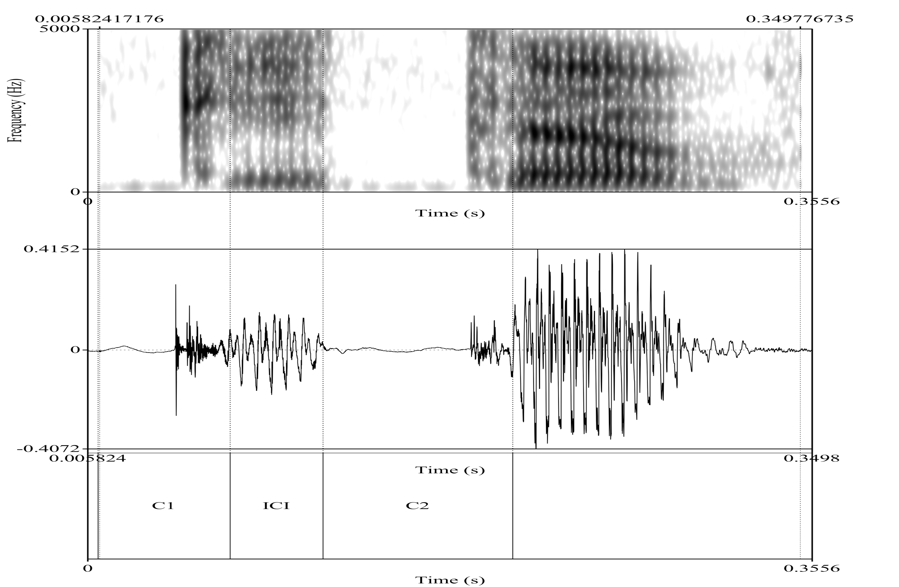 0.005582417176 0.349776735
5000
Frequency (Hz)
0
0 0.3556
Time (s)
0.4152
0
-0.4072
0.005824 0.3498
Time (s)
C1 ICI C2
0 0.3556
Time (s)